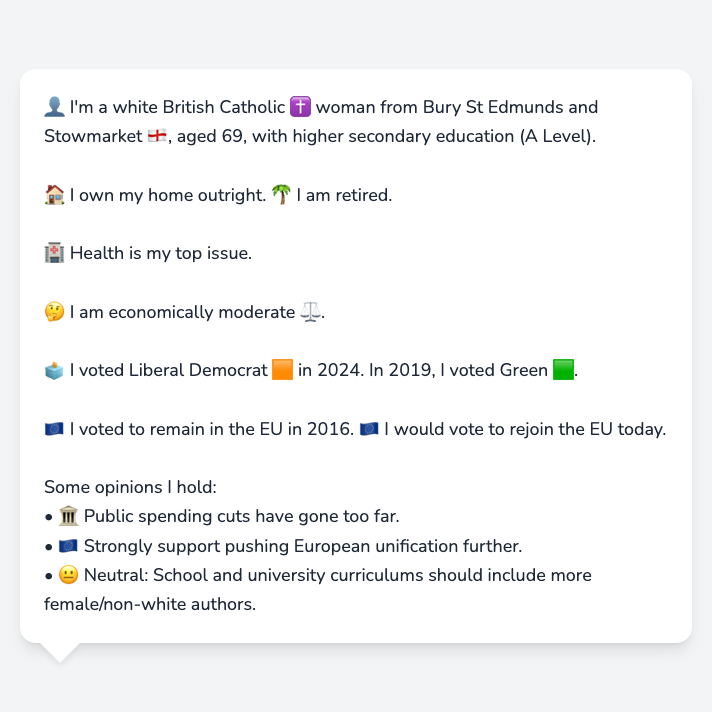 👤 I'm a white British Catholic ✝️ woman from Bury St Edmunds and
Stowmarket 🏴󠁧󠁢󠁥󠁮󠁧󠁿, aged 69, with higher secondary education (A Level).
🏠 I own my home outright. 🌴 I am retired.
🏥 Health is my top issue.
🤔 I am economically moderate ⚖️.
🗳️ I voted Liberal Democrat 🟧 in 2024. In 2019, I voted Green 🟩.
🇪🇺 I voted to remain in the EU in 2016. 🇪🇺 I would vote to rejoin the EU today.
Some opinions I hold:
• 🏛️ Public spending cuts have gone too far.
• 🇪🇺 Strongly support pushing European unification further.
• 😐 Neutral: School and university curriculums should include more
female/non-white authors.